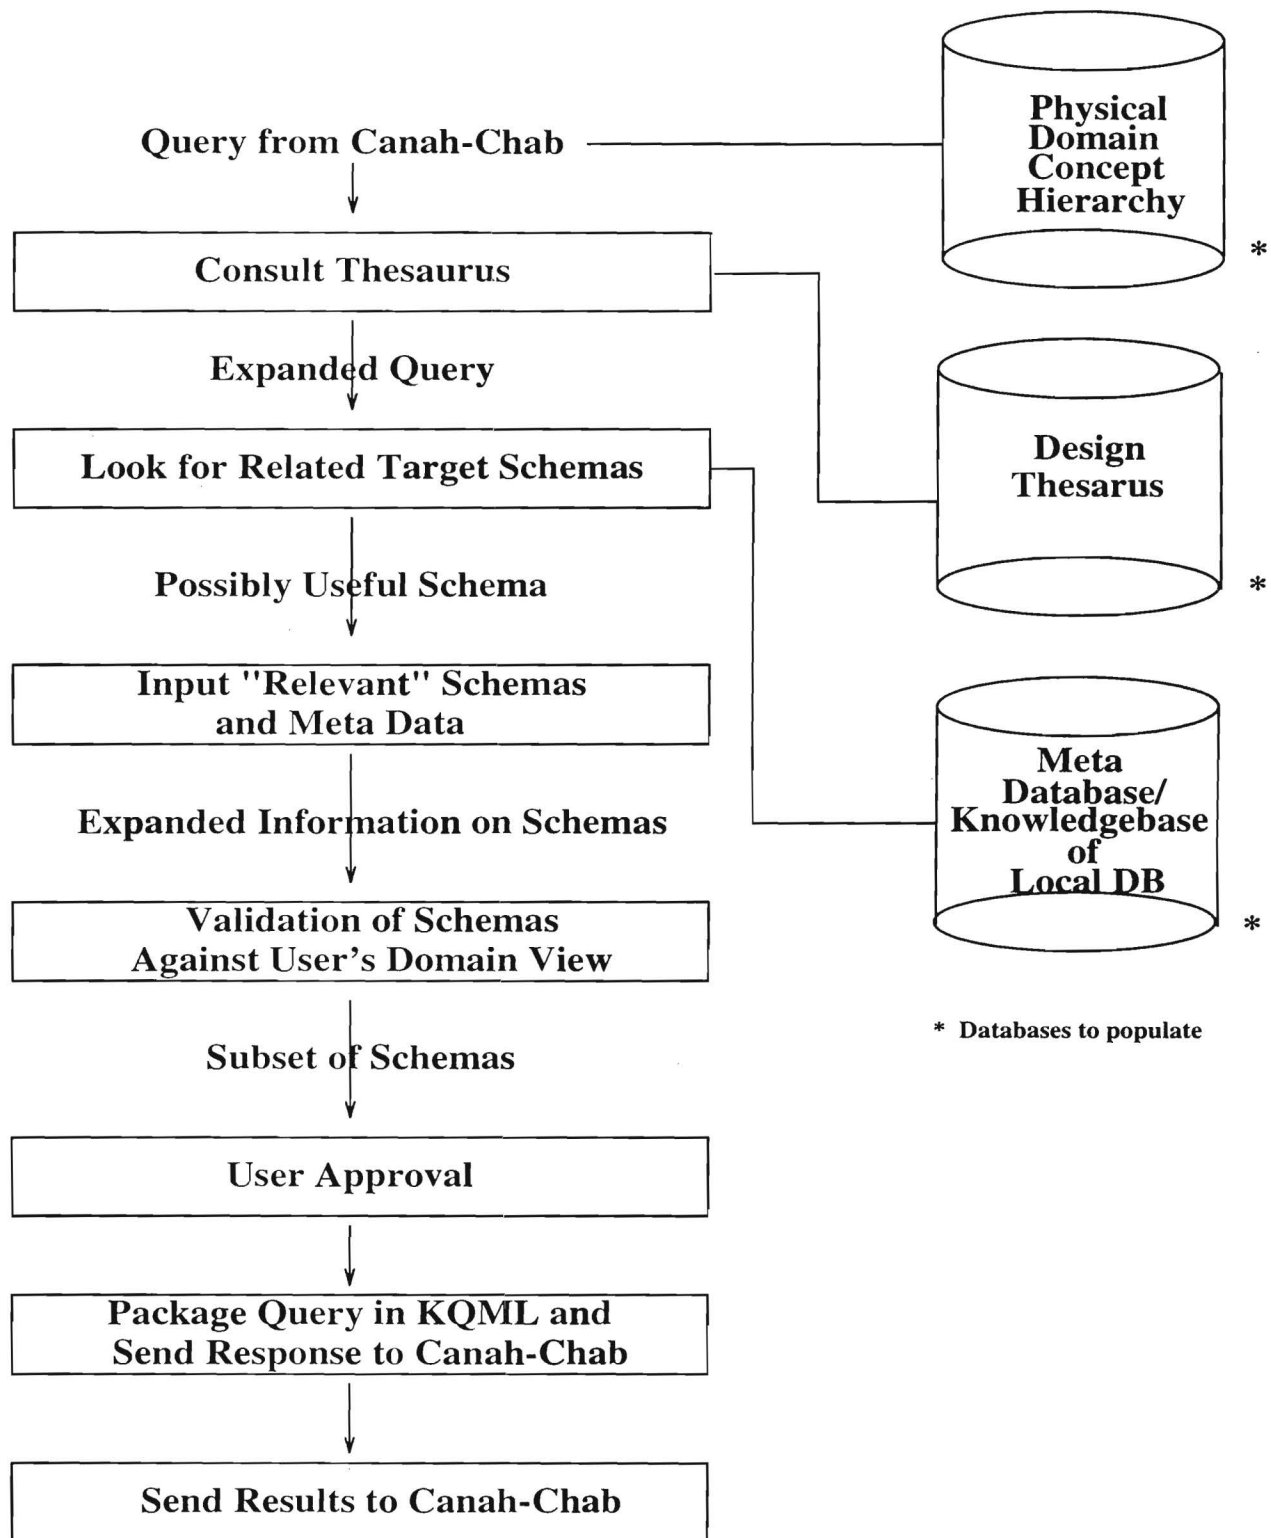 Query from Canah-Chab
Consult Thesaurus
Expanded Query
Look for Related Target Schemas
Possibly Useful Schema
Input "Relevant" Schemas
and Meta Data
Expanded Information on Schemas
Validation of Schemas
Against User's Domain View
Subset of Schemas
User Approval
Package Query in KQML and
Send Response to Canah-Chab
Send Results to Canah-Chab
Physical
Domain
Concept
Hierarchy
*
Design
Thesarus
*
Meta
Database/
Knowledgebase
of
Local DB
*
* Databases to populate